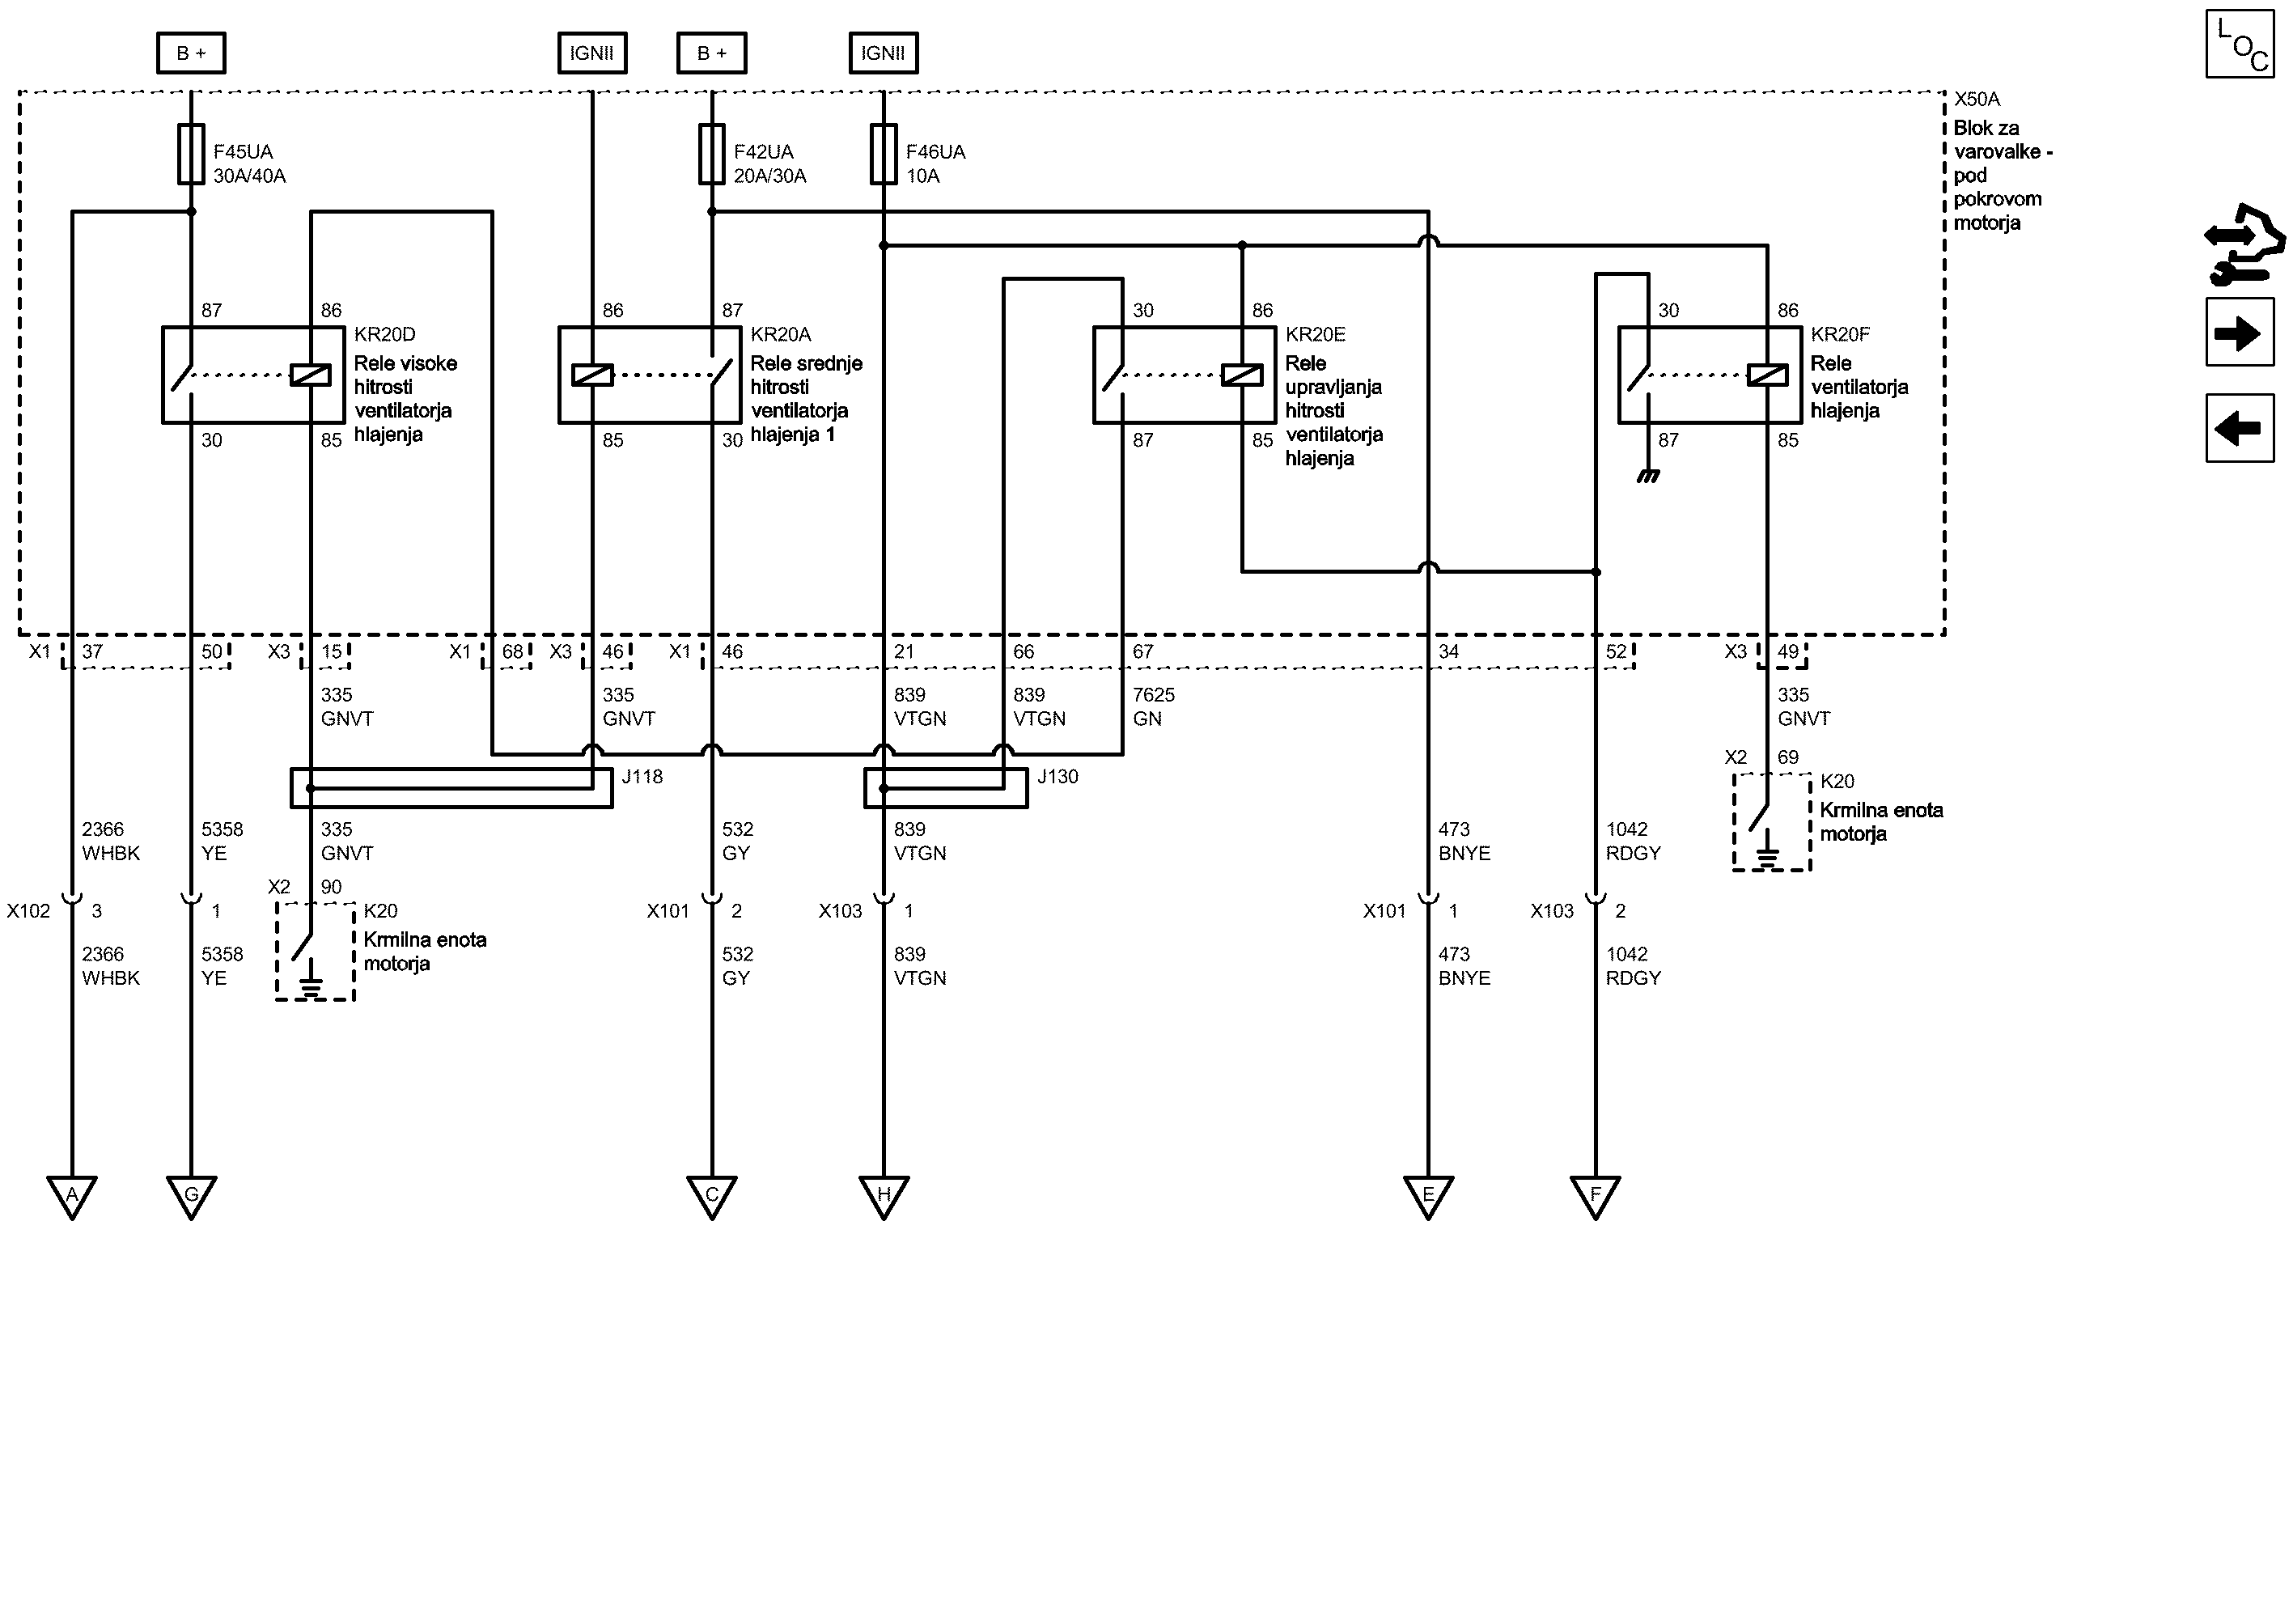 B +
IGNII
B +
IGNII
LOC
X50A
Blok za
varovalke -
pod
pokrovom
motorja
F45UA
30A/40A
F42UA
20A/30A
F46UA
10A
87
86
86
87
30
86
30
86
KR20D
Rele visoke
hitrosti
ventilatorja
hlajenja
KR20A
Rele srednje
hitrosti
ventilatorja
hlajenja 1
KR20E
Rele
upravljanja
hitrosti
ventilatorja
hlajenja
KR20F
Rele
ventilatorja
hlajenja
30
85
85
30
87
85
87
85
X1 37 50 X3 15 X1 68 X3 46 X1 46 21 66 67 34 52 X3 49
335
GNVT
335
GNVT
839
VTGN
839
VTGN
7625
GN
335
GNVT
J118
J130
X2 69
K20
Krmilna enota
motorja
2366
WHBK
5358
YE
335
GNVT
532
GY
839
VTGN
473
BNYE
1042
RDGY
X2 90
K20
Krmilna enota
motorja
X102 3
1
X101 2
X103 1
X101 1
X103 2
2366
WHBK
5358
YE
532
GY
839
VTGN
473
BNYE
1042
RDGY
A
G
C
H
E
F